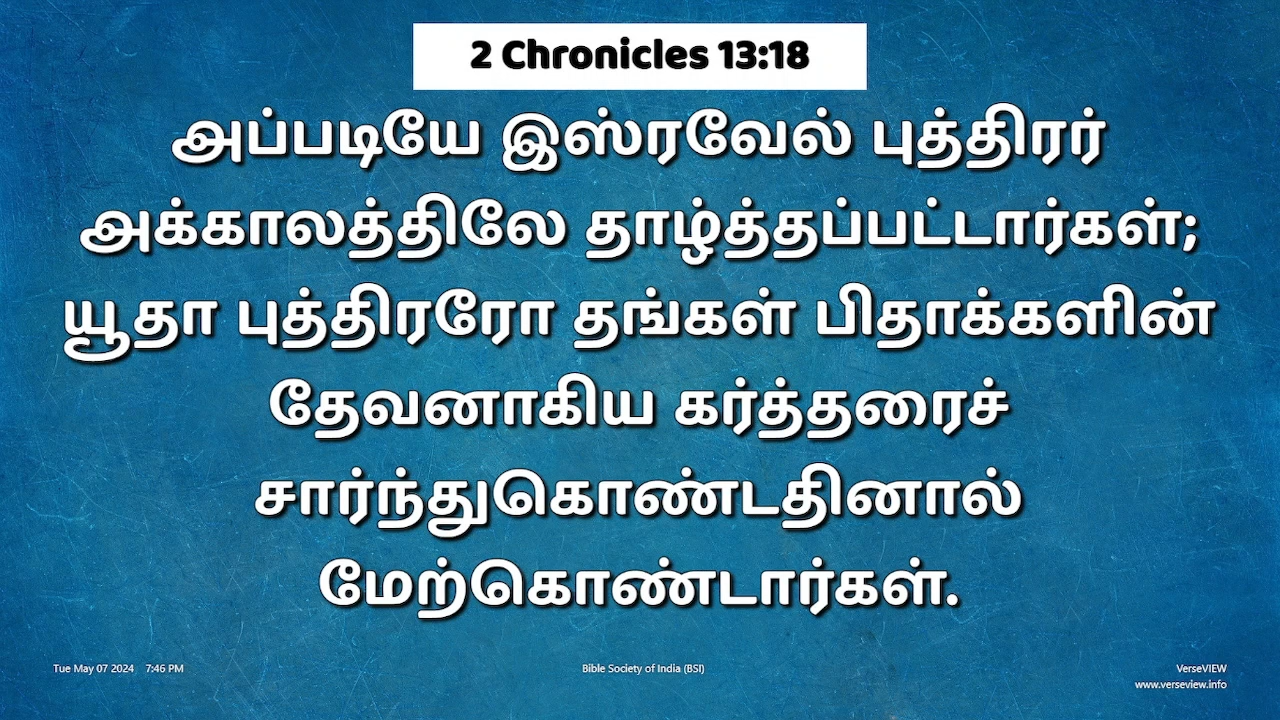 2 Chronicles 13:18
அப்படியே இஸ்ரவேல் புத்திரர்
அக்காலத்திலே தாழ்த்தப்பட்டார்கள்;
யூதா புத்திரரோ தங்கள் பிதாக்களின்
தேவனாகிய கர்த்தரைச்
சார்ந்துகொண்டதினால்
மேற்கொண்டார்கள்.
Tue May 07 2024 7:46 PM
Bible Society of India (BSI)
VerseVIEW
www.verseview.info